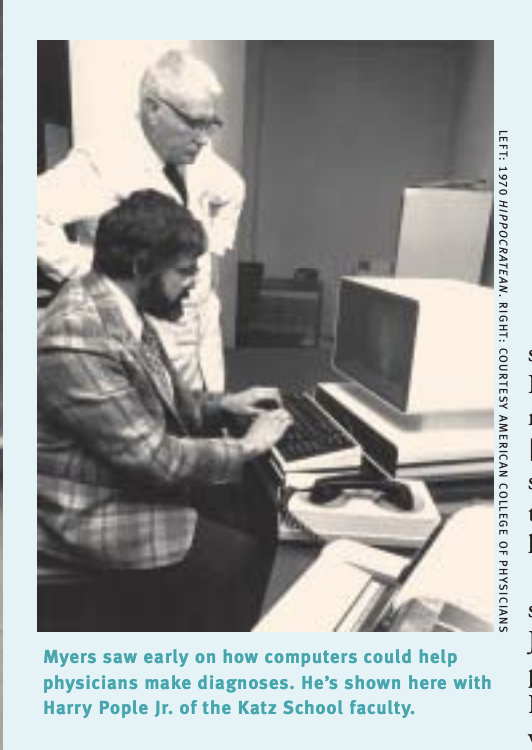 LEFT: 1970 HIPPOCRATEAN. RIGHT: COURTESY AMERICAN COLLEGE OF PHYSICIANS
Myers saw early on how computers could help
physicians make diagnoses. He’s shown here with
Harry Pople Jr. of the Katz School faculty.